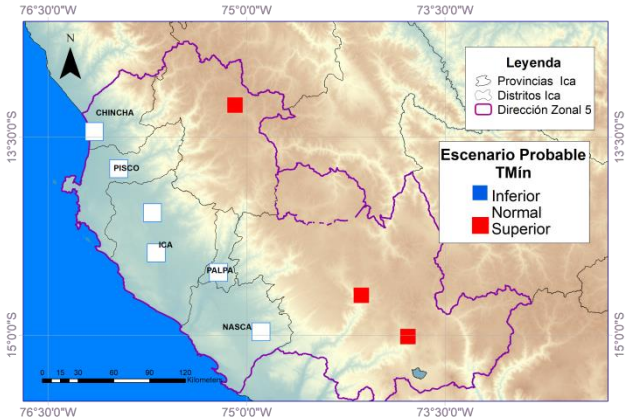 76°30'0"W
75°0'0"W
73°30'0"W
N
13°30'0"S
13°30'0"S
Leyenda
Provincias Ica
Distritos Ica
Dirección Zonal 5
CHINCHA
PISCO
ICA
PALPA
NASCA
Escenario Probable
TMín
Inferior
Normal
Superior
15°0'0"S
15°0'0"S
0 15 30 60 90 120
Kilometers
76°30'0"W
75°0'0"W
73°30'0"W